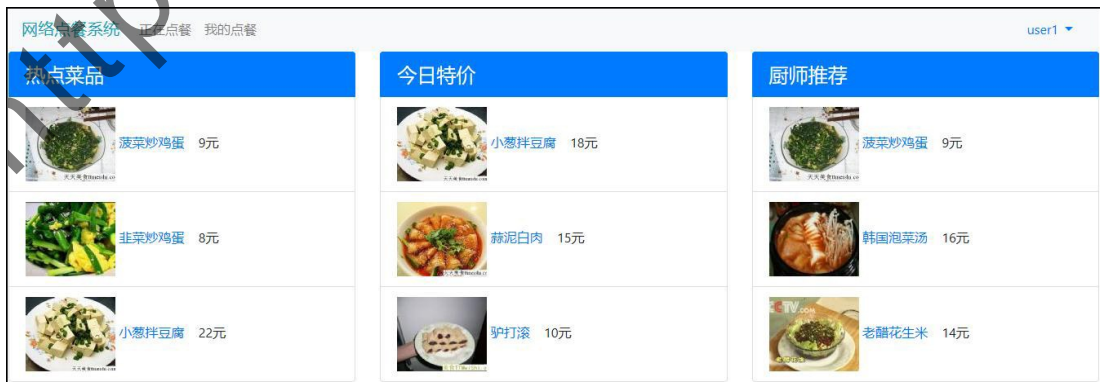 网络点餐系统 正在点餐 我的点餐 user1
热点菜品
菠菜炒鸡蛋 9元
韭菜炒鸡蛋 8元
小葱拌豆腐 22元
今日特价
小葱拌豆腐 18元
蒜泥白肉 15元
驴打滚 10元
厨师推荐
菠菜炒鸡蛋 9元
韩国泡菜汤 16元
老醋花生米 14元